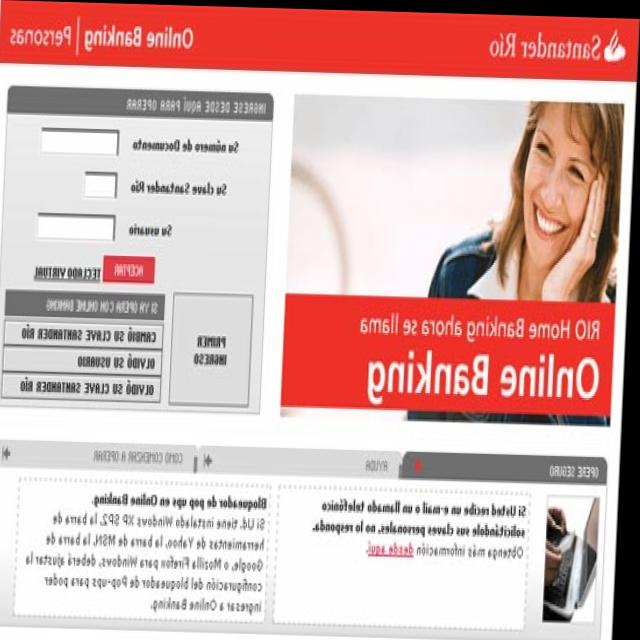 Santander Río
Online Banking | Personas
INGRESE DESDE AQUÍ PARA OPERAR
Su número de Documento
Su clave Santander Río
Su usuario
ACEPTAR
TECLADO VIRTUAL
SI YA OPERA CON ONLINE BANKING
CAMBIÓ SU CLAVE SANTANDER RÍO
OLVIDÓ SU USUARIO
OLVIDÓ SU CLAVE SANTANDER RÍO
PRIMER
INGRESO
RIO Home Banking ahora se llama
Online Banking
OPERE SEGURO
AYUDA
COMO COMENZAR A OPERAR
Si Usted recibe un e-mail o un llamado telefónico
solicitándole sus claves personales, no lo responda.
Obtenga más información desde aquí.
Bloqueador de pop ups en Online Banking.
Si Ud. tiene instalado Windows XP SP2, la barra de
herramientas de Yahoo, la barra de MSN, la barra de
Google, o Mozilla Firefox para Windows, deberá ajustar la
configuración del bloqueador de Pop-ups para poder
ingresar a Online Banking.